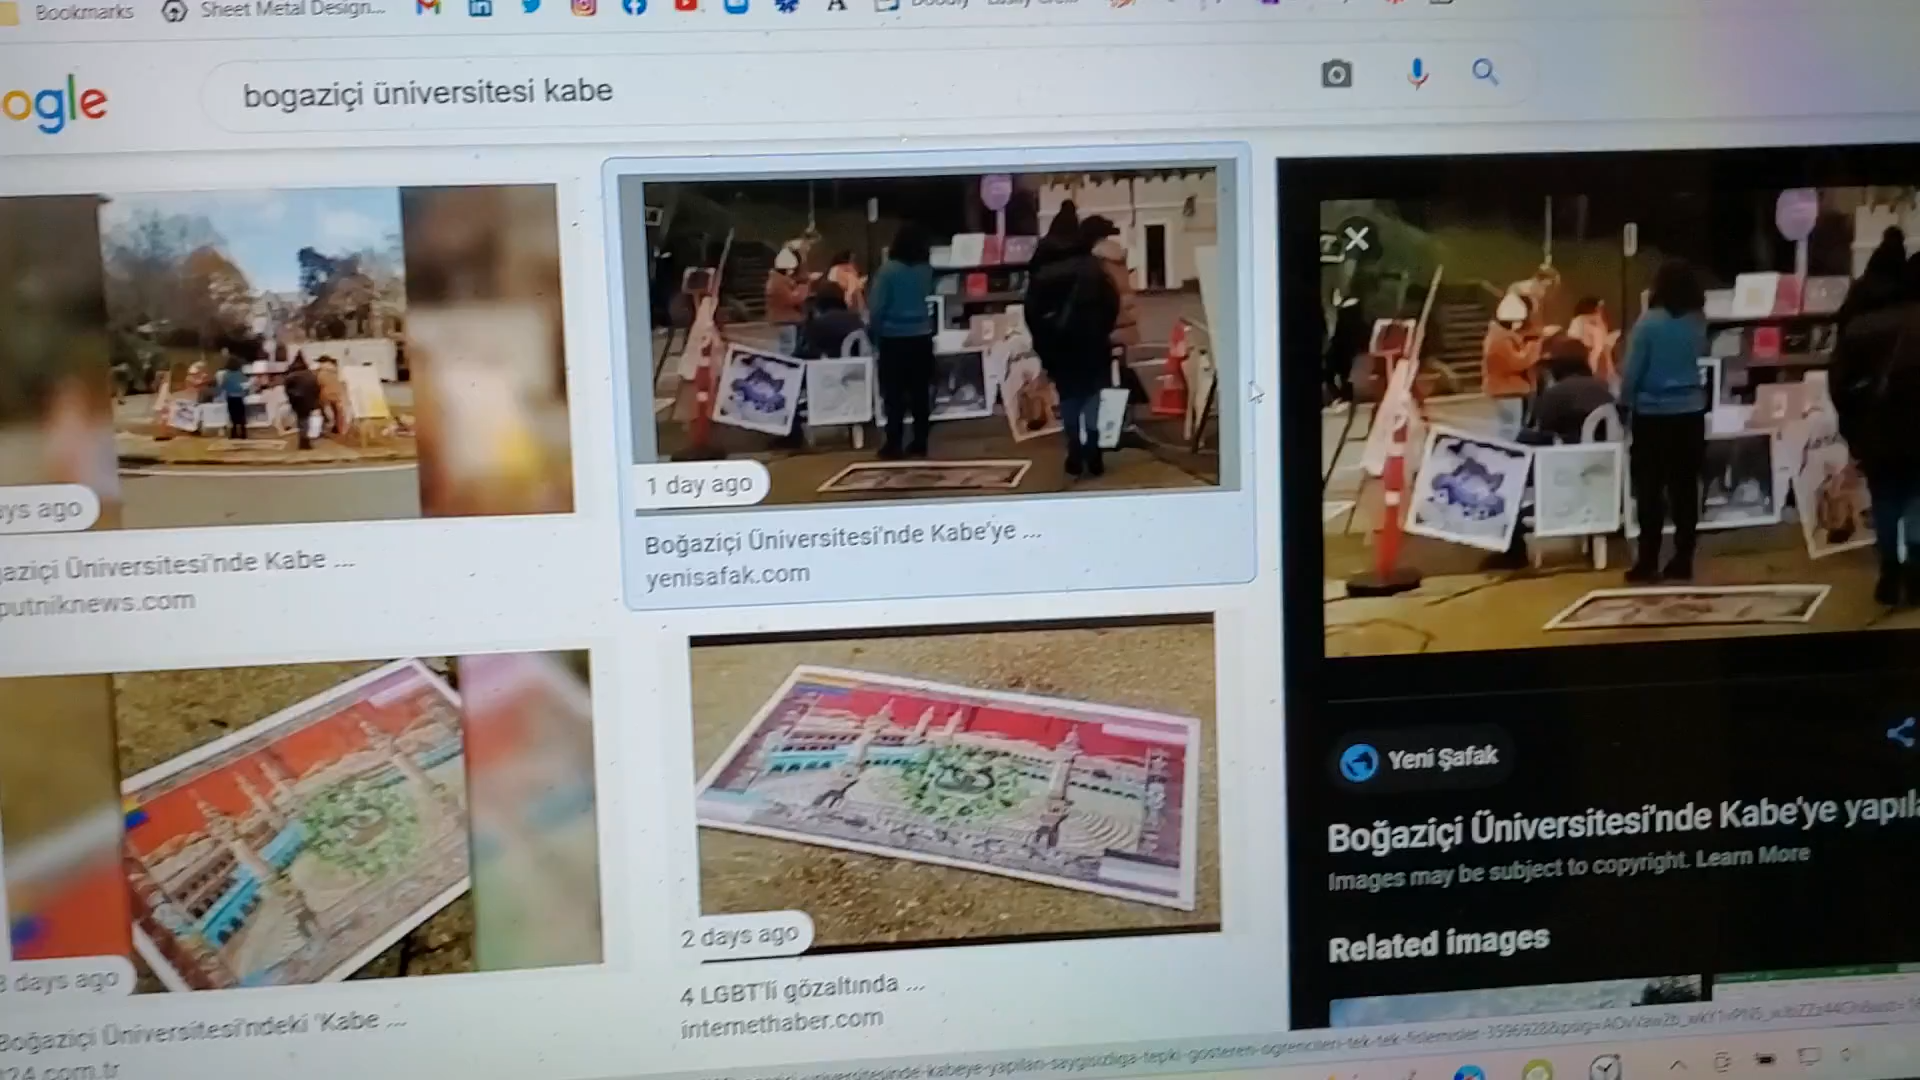 Bookmarks
Sheet Metal Design...
ogle
bogaziçi üniversitesi kabe
ys ago
aziçi Üniversitesi'nde Kabe ...
putniknews.com
1 day ago
Boğaziçi Üniversitesi'nde Kabe'ye ...
yenisafak.com
3 days ago
Boğaziçi Üniversitesi'ndeki 'Kabe ...
24.com.tr
2 days ago
4 LGBT'li gözaltında ...
internethaber.com
Yeni Şafak
Boğaziçi Üniversitesi'nde Kabe'ye yapıla
Images may be subject to copyright. Learn More
Related images